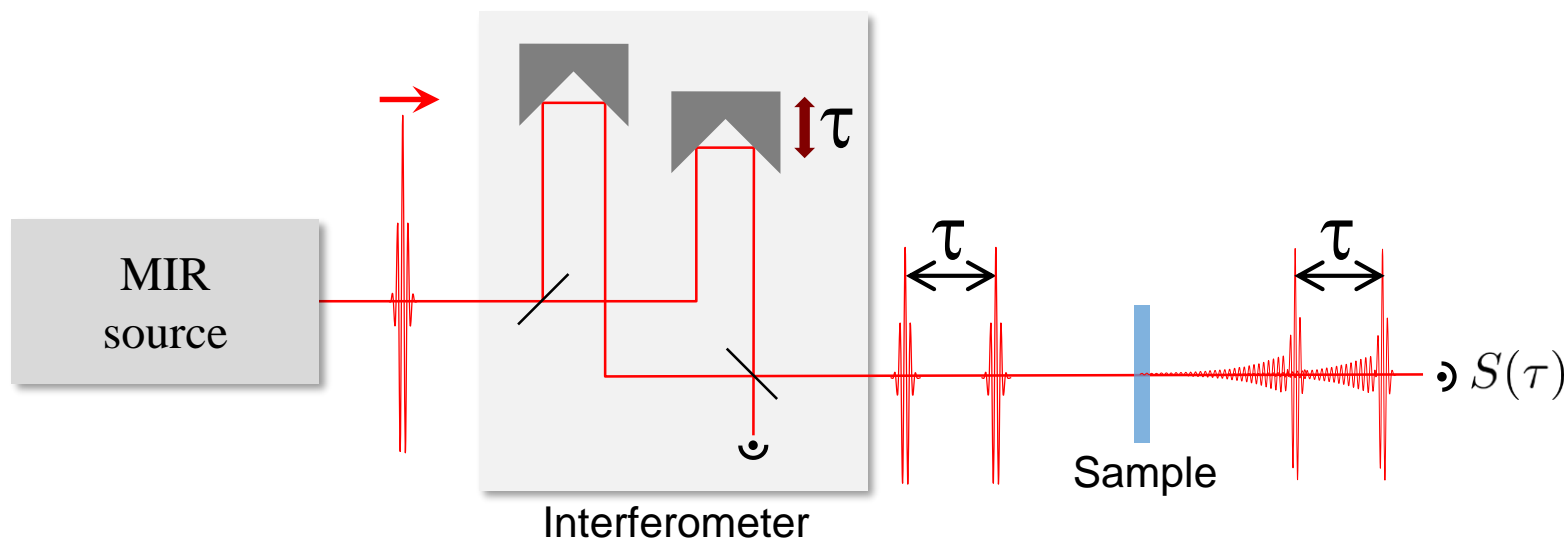 MIR
source
τ
Interferometer
τ
Sample
τ
S(τ)